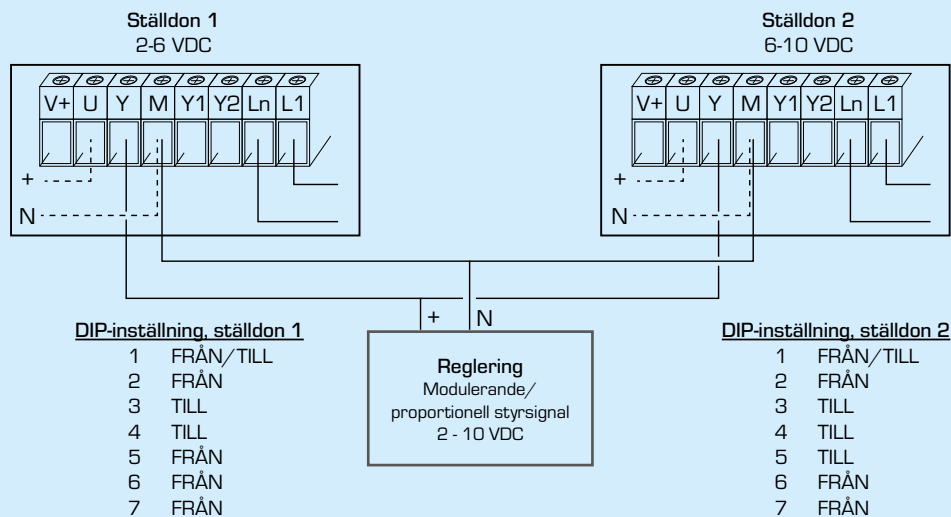 Ställdon 1
2-6 VDC
V+ U Y M Y1 Y2 Ln L1
+
N
Ställdon 2
6-10 VDC
V+ U Y M Y1 Y2 Ln L1
+
N
+ N
DIP-inställning, ställdon 1
1 FRÅN/TILL
2 FRÅN
3 TILL
4 TILL
5 FRÅN
6 FRÅN
7 FRÅN
Reglering
Modulerande/
proportionell styrsignal
2 - 10 VDC
DIP-inställning, ställdon 2
1 FRÅN/TILL
2 FRÅN
3 TILL
4 TILL
5 TILL
6 FRÅN
7 FRÅN